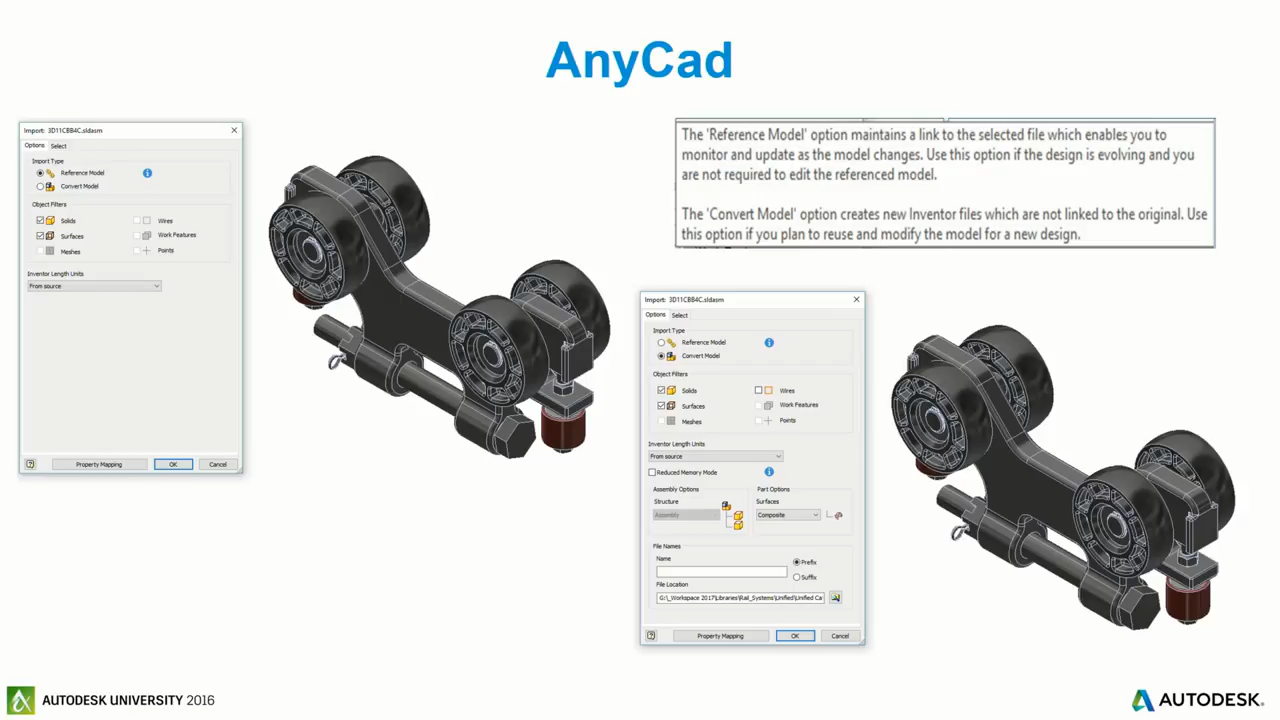 AnyCad
Import: 3D11CBB4C.sldasm
Options Select
Import Type
Reference Model
Convert Model
Object Filters
Solids Wires
Surfaces Work Features
Meshes Points
Inventor Length Units
From source
Property Mapping OK Cancel
The 'Reference Model' option maintains a link to the selected file which enables you to
monitor and update as the model changes. Use this option if the design is evolving and you
are not required to edit the referenced model.
The 'Convert Model' option creates new Inventor files which are not linked to the original. Use
this option if you plan to reuse and modify the model for a new design.
Import: 3D11CBB4C.sldasm
Options Select
Import Type
Reference Model
Convert Model
Object Filters
Solids Wires
Surfaces Work Features
Meshes Points
Inventor Length Units
From source
Reduced Memory Mode
Assembly Options Part Options
Structure Surfaces
Assembly Composite
File Names
Name
Prefix
Suffix
File Location
G:\_Workspace 2017\Libraries\Rail_Systems\Unified\Unified Ca
Property Mapping OK Cancel
AUTODESK UNIVERSITY 2016
AUTODESK.